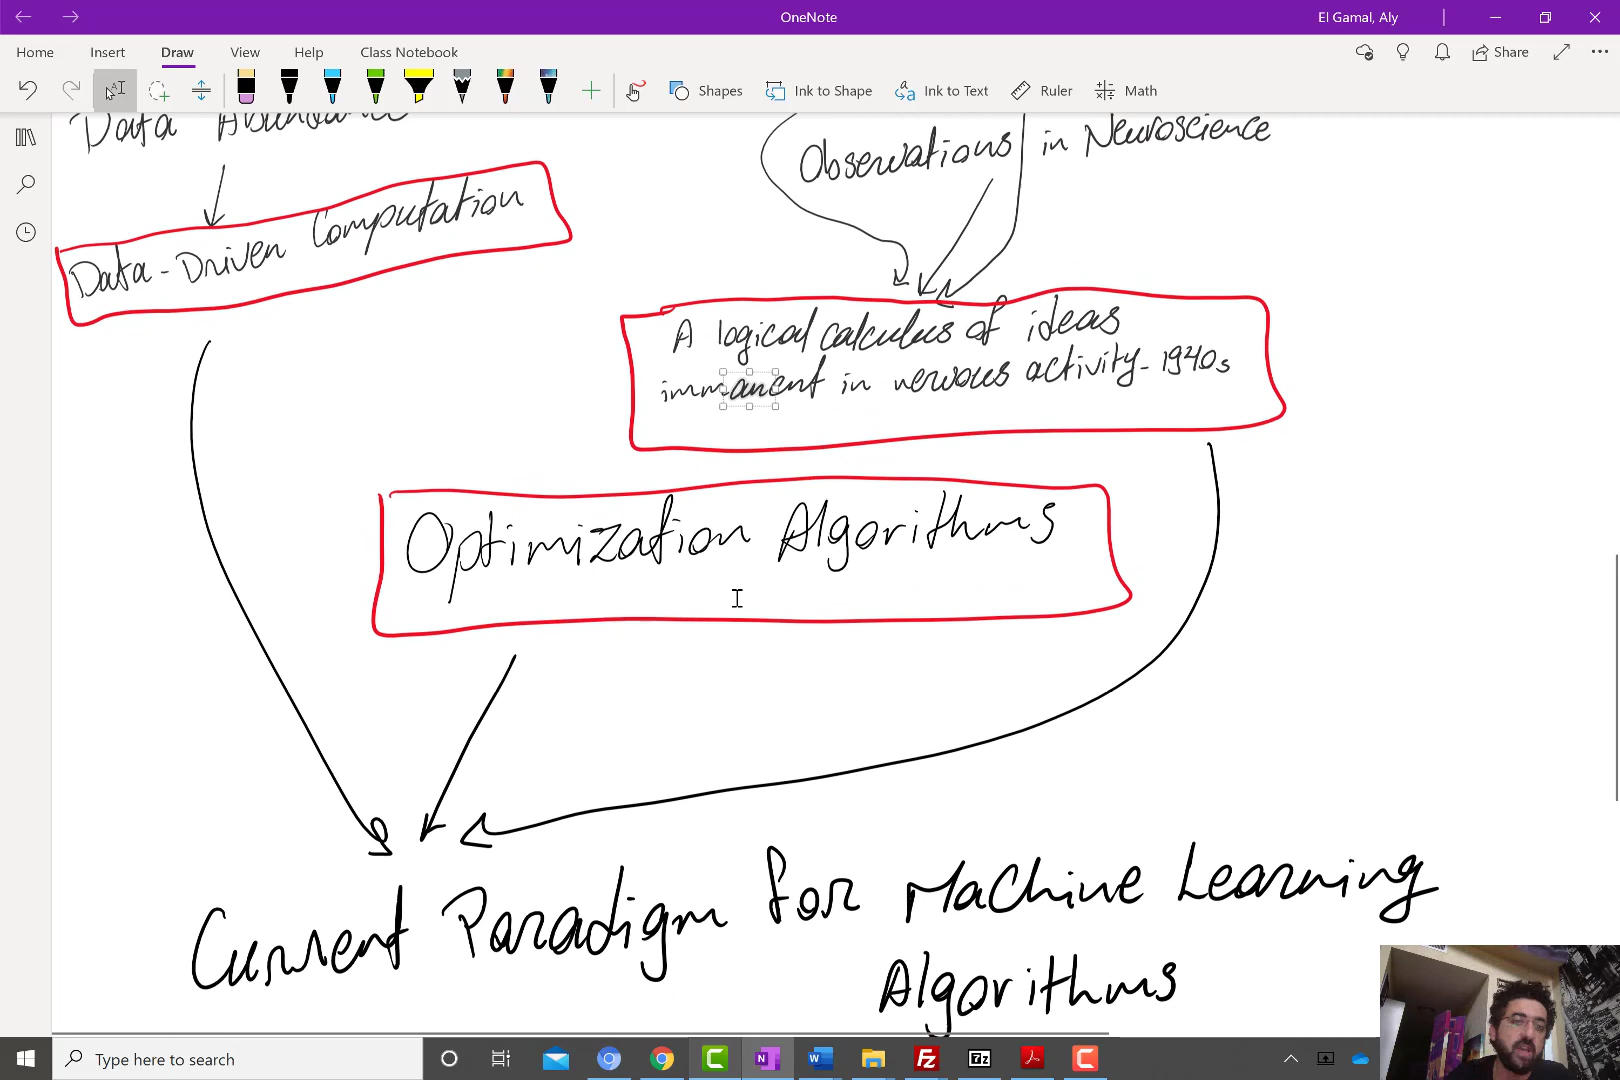 OneNote
El Gamal, Aly
Home Insert Draw View Help Class Notebook
Share
Shapes Ink to Shape Ink to Text Ruler Math
Data Abundance
Observations in Neuroscience
Data-Driven Computation
A logical calculus of ideas
immanent in nervous activity - 1940s
Optimization Algorithms
Current Paradigm for Machine Learning
Algorithms
Type here to search